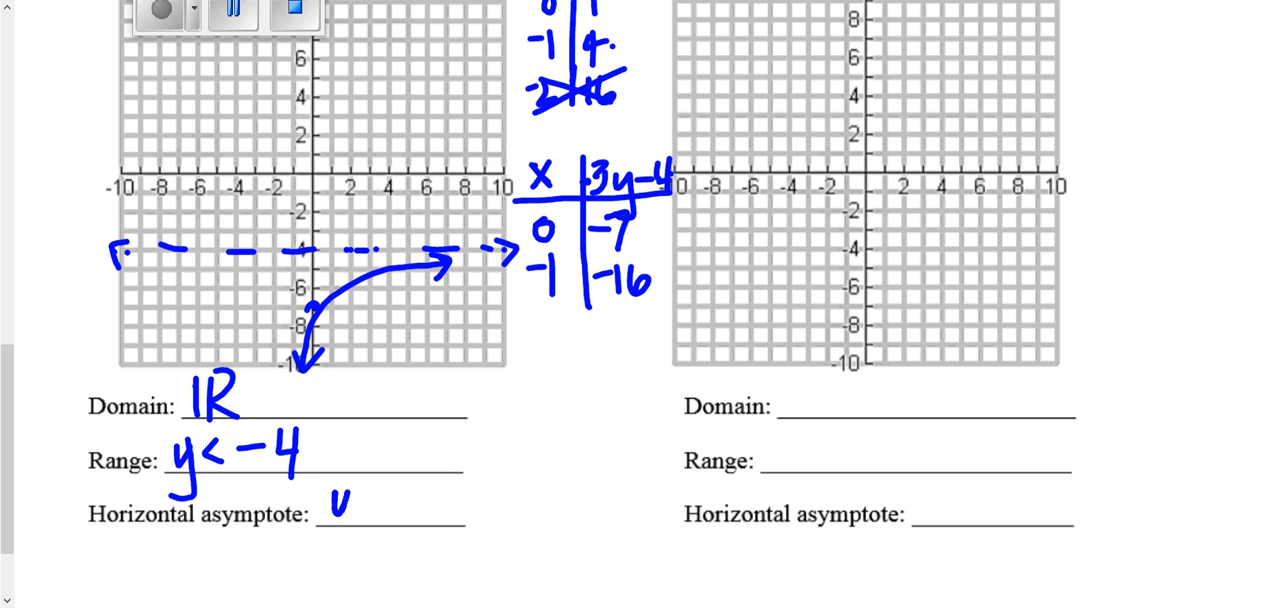 0 | 1
-1 | 4
-2 | 16
8
6
6
4
4
2
2
x | -3y-4
-10 -8 -6 -4 -2 2 4 6 8 10
-10 -8 -6 -4 -2 2 4 6 8 10
0 | -7
-1 | -16
-2
-2
-4
-4
-6
-6
-8
-8
-10
-10
Domain: ℝ
Range: y < -4
Horizontal asymptote:
Domain:
Range:
Horizontal asymptote: